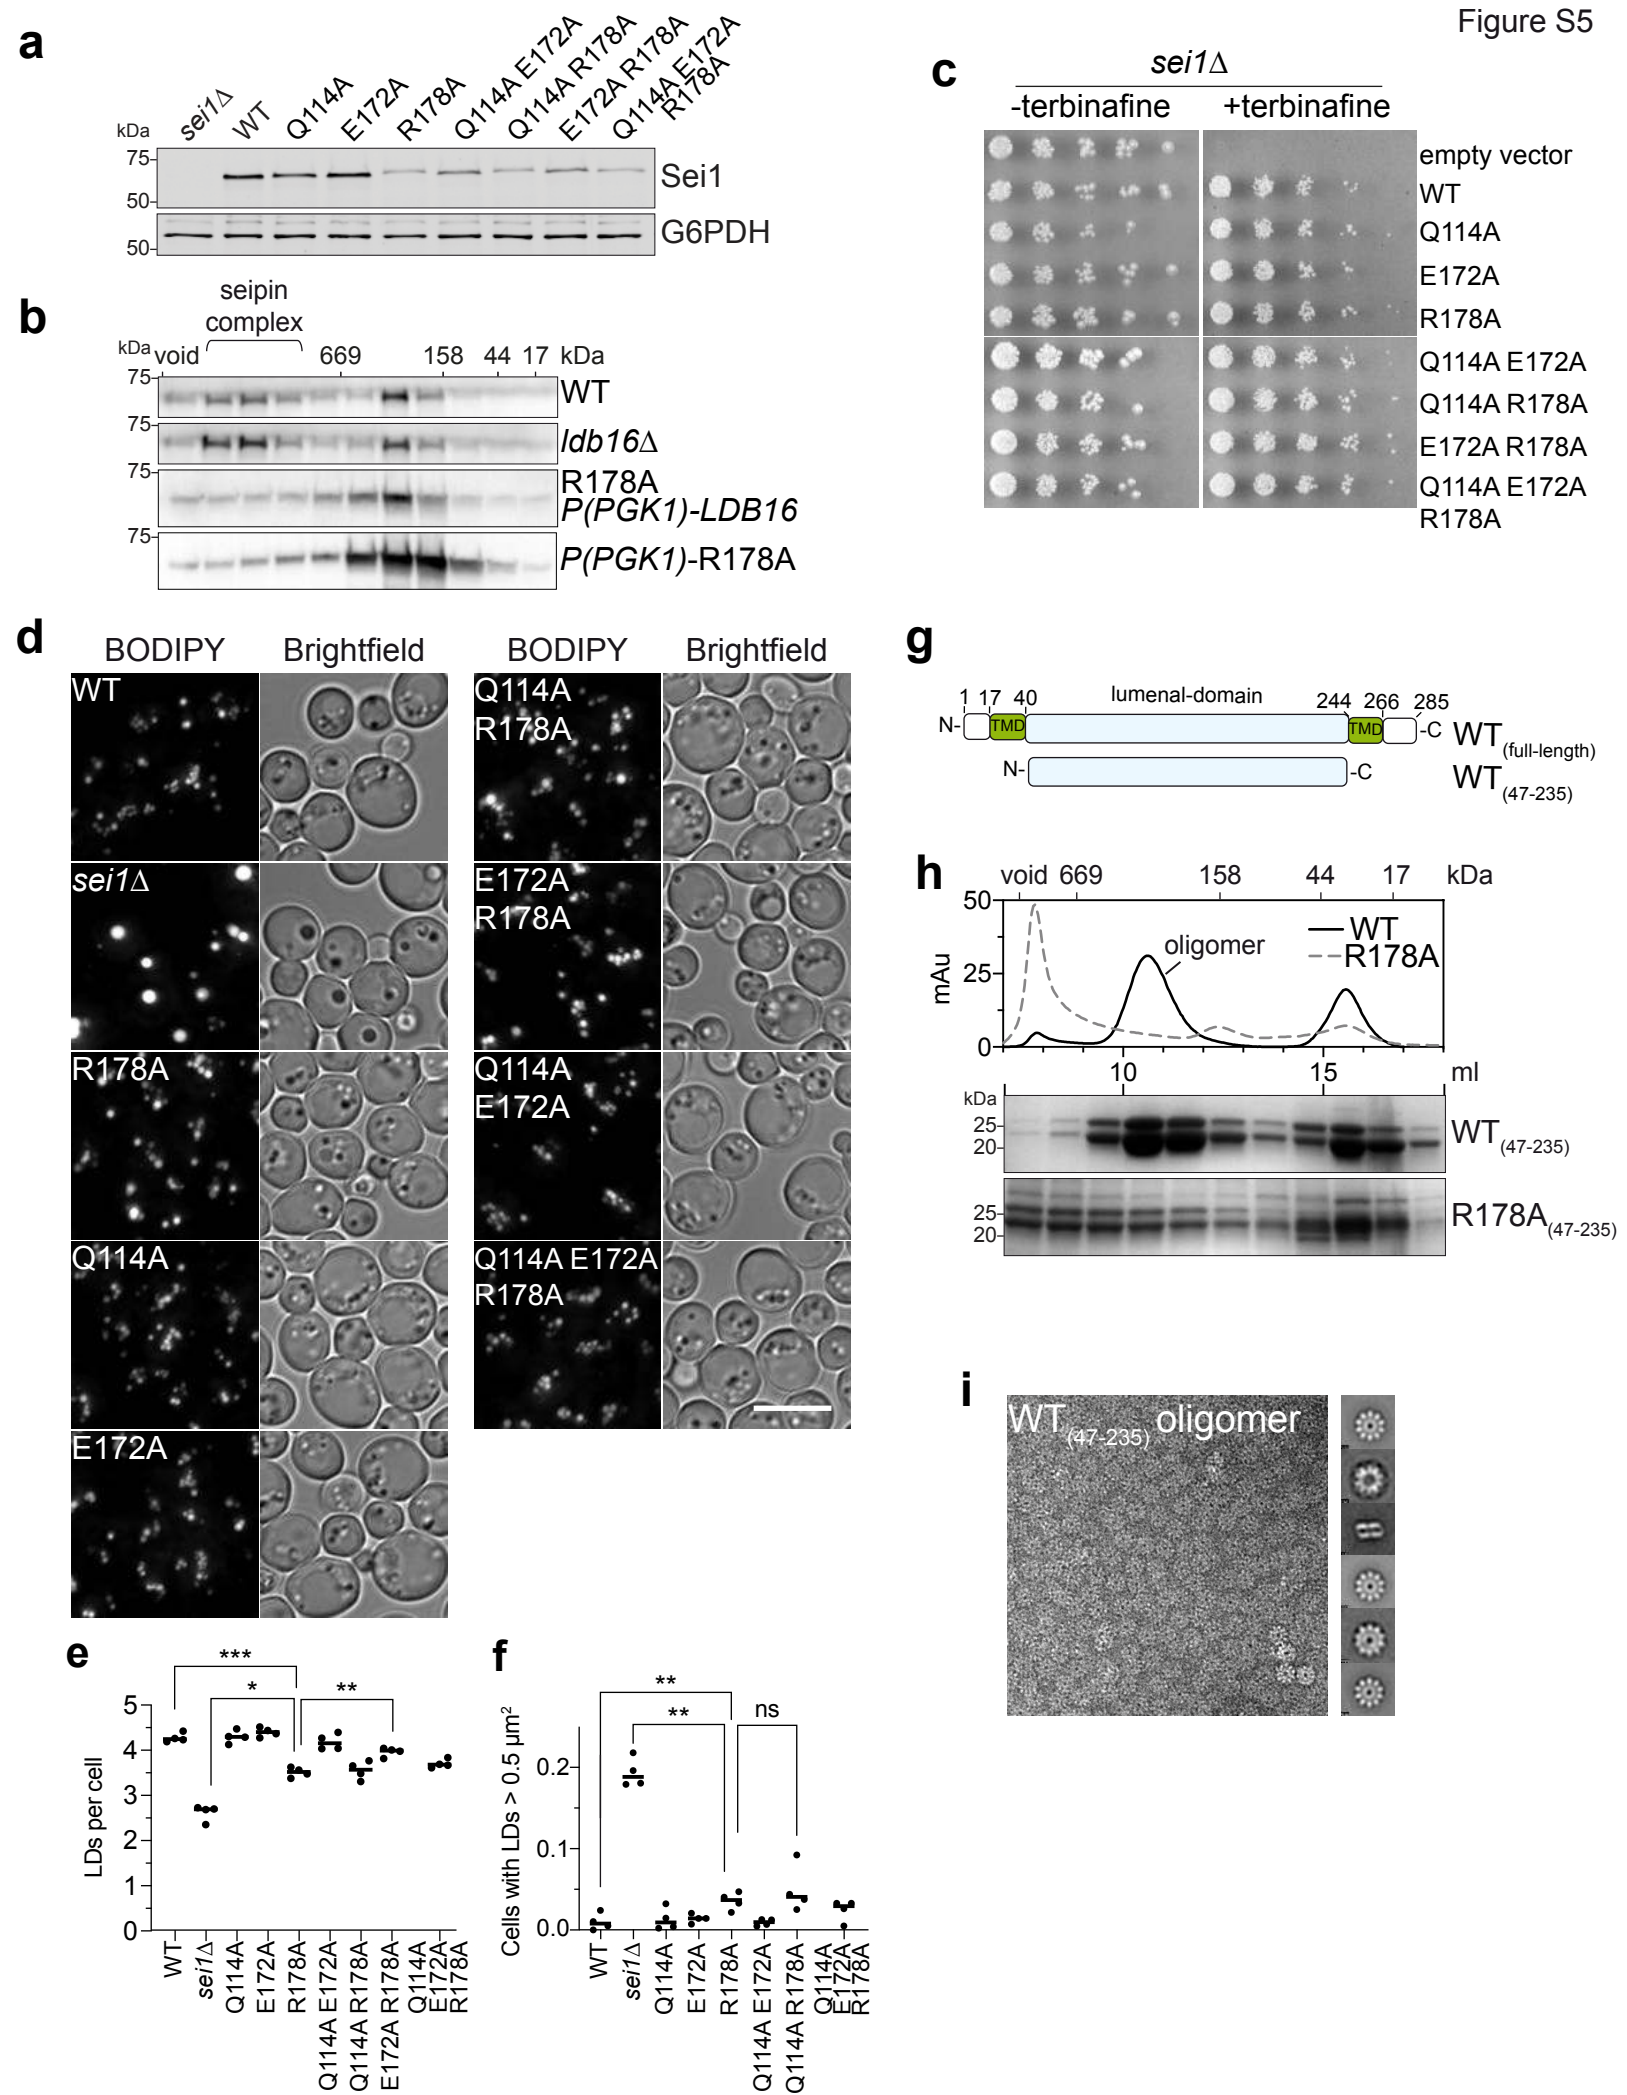 Figure S5
a
sei1Δ
WT
Q114A
E172A
R178A
Q114A E172A
Q114A R178A
E172A R178A
Q114A E172A
R178A
kDa
75
50
Sei1
50
G6PDH
b
seipin
complex
kDa void 669 158 44 17 kDa
75
WT
75
ldb16Δ
75
R178A
P(PGK1)-LDB16
75
P(PGK1)-R178A
c
sei1Δ
-terbinafine +terbinafine
empty vector
WT
Q114A
E172A
R178A
Q114A E172A
Q114A R178A
E172A R178A
Q114A E172A
R178A
d
BODIPY Brightfield BODIPY Brightfield
WT
sei1Δ
R178A
Q114A
E172A
Q114A
R178A
E172A
R178A
Q114A
E172A
Q114A E172A
R178A
e
*** 
* **
LDs per cell
5
4
3
2
1
0
WT
sei1Δ
Q114A
E172A
R178A
Q114A E172A
Q114A R178A
E172A R178A
Q114A
E172A
R178A
f
**
** ns
Cells with LDs > 0.5 µm²
0.2
0.1
0.0
WT
sei1Δ
Q114A
E172A
R178A
Q114A E172A
Q114A R178A
Q114A
E172A
R178A
g
1 17 40 lumenal-domain 244 266 285
N- TMD TMD -C WT(full-length)
N- -C WT(47-235)
h
void 669 158 44 17 kDa
50
25
0
mAu
oligomer
WT
R178A
10 15 ml
kDa
25
20
WT(47-235)
25
20
R178A(47-235)
i
WT(47-235) oligomer